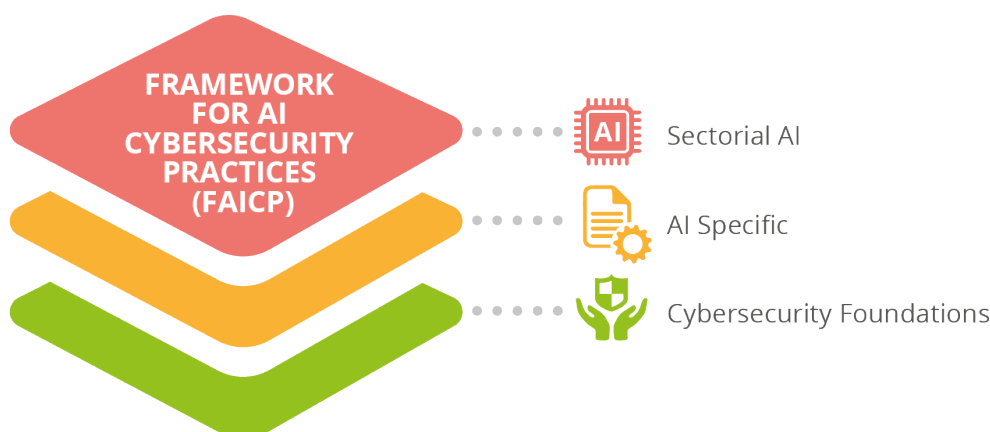 FRAMEWORK
FOR AI
CYBERSECURITY
PRACTICES
(FAICP)
AI
Sectorial AI
AI Specific
Cybersecurity Foundations